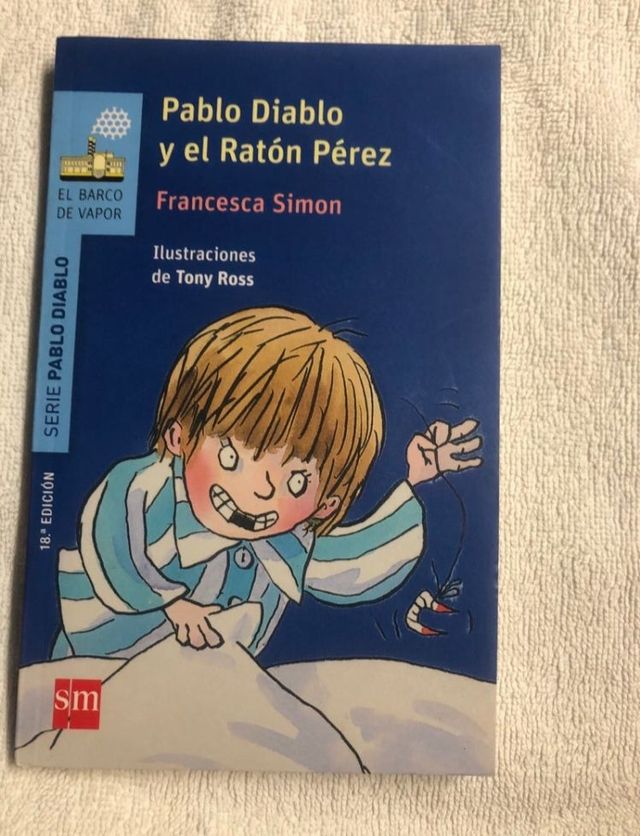 Pablo Diablo
y el Ratón Pérez
Francesca Simon
Ilustraciones
de Tony Ross
EL BARCO
DE VAPOR
SERIE PABLO DIABLO
18.ª EDICIÓN
sm